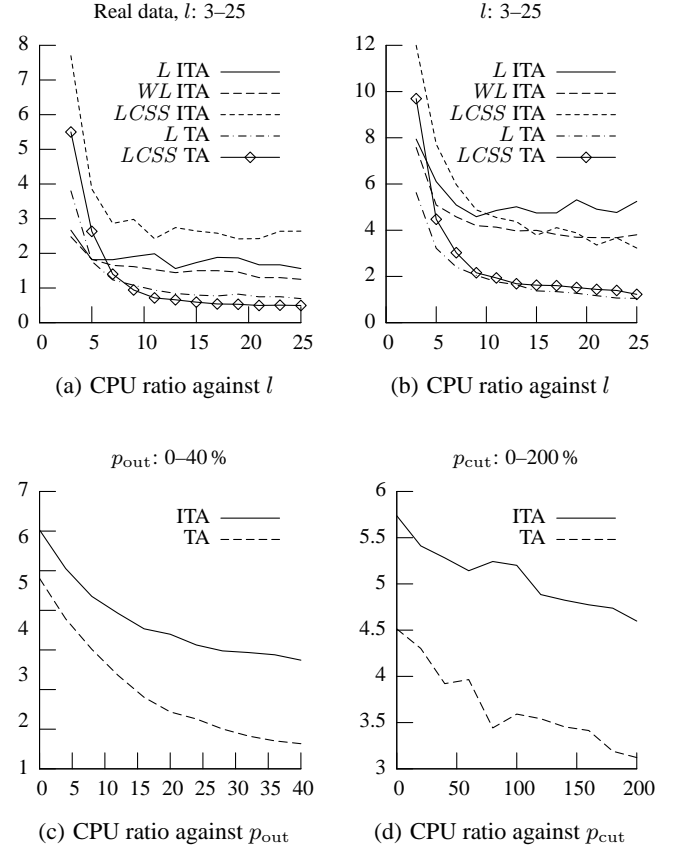 Real data, l: 3–25
8
7
6
5
4
3
2
1
0
L ITA
WL ITA
LCSS ITA
L TA
LCSS TA
0 5 10 15 20 25
(a) CPU ratio against l
l: 3–25
12
10
8
6
4
2
0
L ITA
WL ITA
LCSS ITA
L TA
LCSS TA
0 5 10 15 20 25
(b) CPU ratio against l
p_out: 0–40 %
7
6
5
4
4
3
2
1
ITA
TA
0 5 10 15 20 25 30 35 40
(c) CPU ratio against p_out
p_cut: 0–200 %
6
5.5
5
4.5
4
3.5
3
ITA
TA
0 50 100 150 200
(d) CPU ratio against p_cut